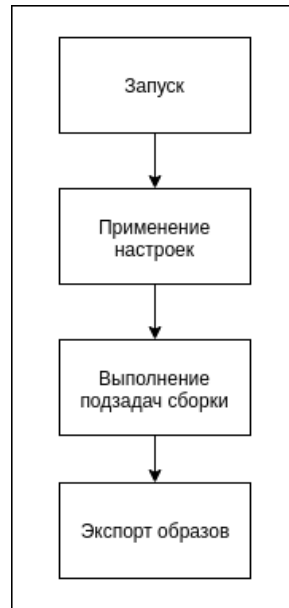 Запуск
Применение
настроек
Выполнение
подзадач сборки
Экспорт образов